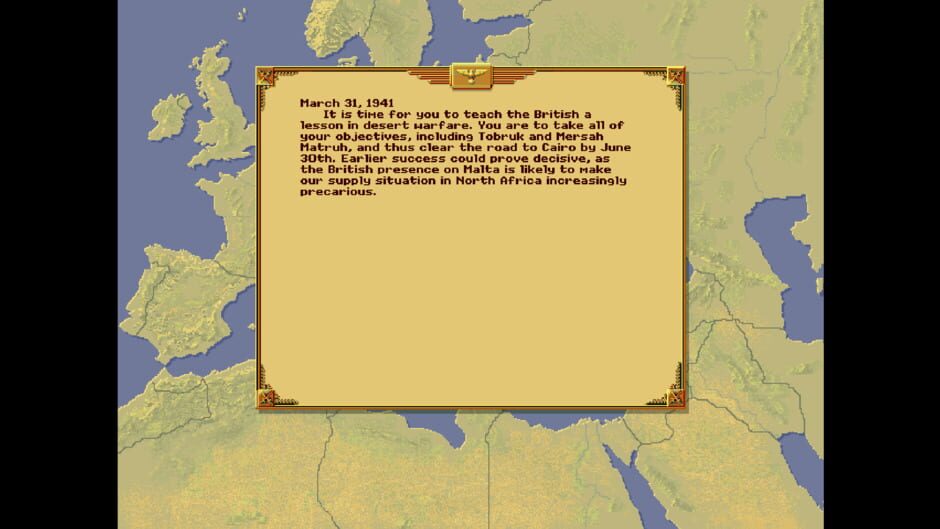 March 31, 1941
It is time for you to teach the British a
lesson in desert warfare. You are to take all of
your objectives, including Tobruk and Mersah
Matruh, and thus clear the road to Cairo by June
30th. Earlier success could prove decisive, as
the British presence on Malta is likely to make
our supply situation in North Africa increasingly
precarious.